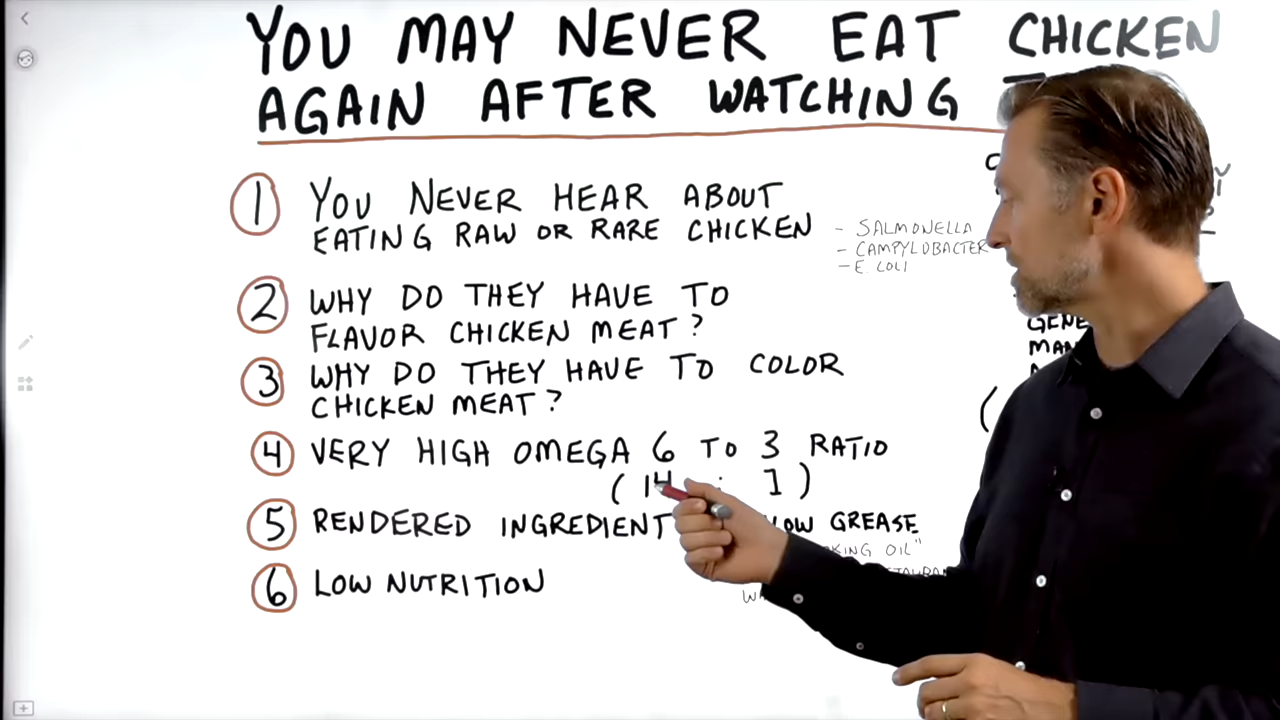 YOU MAY NEVER EAT CHICKEN
AGAIN AFTER WATCHING
1 YOU NEVER HEAR ABOUT
EATING RAW OR RARE CHICKEN
- SALMONELLA
- CAMPYLOBACTER
- E. COLI
2 WHY DO THEY HAVE TO
FLAVOR CHICKEN MEAT?
3 WHY DO THEY HAVE TO COLOR
CHICKEN MEAT?
4 VERY HIGH OMEGA 6 TO 3 RATIO
(14 : 1)
5 RENDERED INGREDIENT
GREASE
OIL"
6 LOW NUTRITION